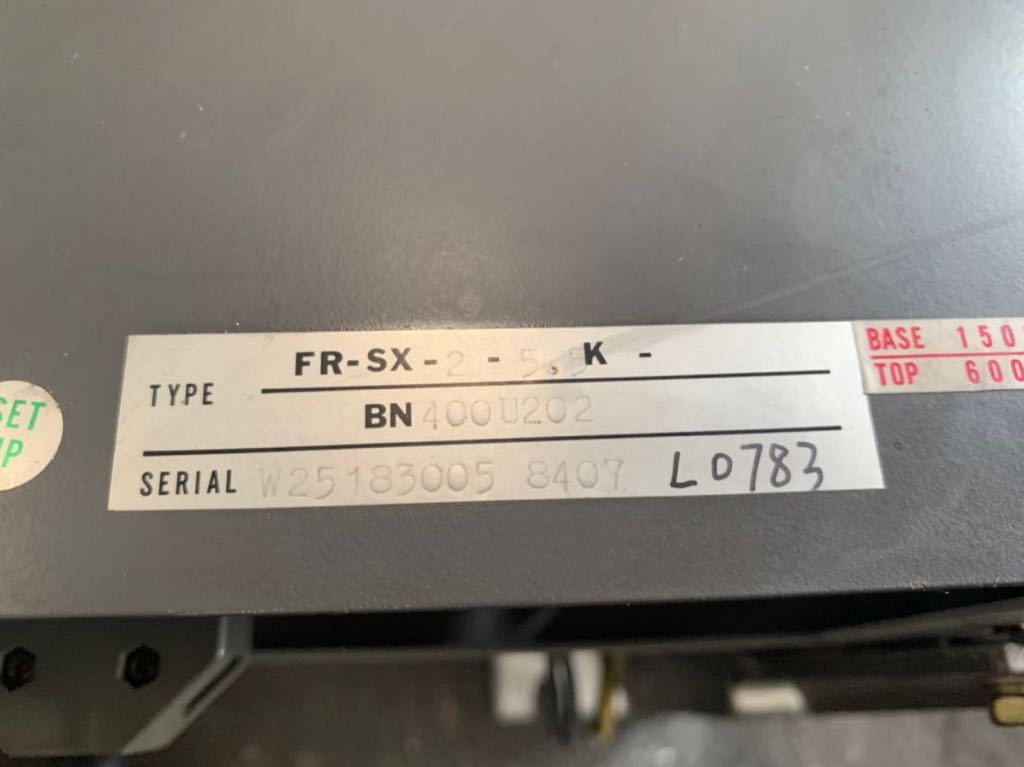 TYPE FR-SX-2-5.5K-
BN400U202
SERIAL W25183005 8407 L0783
BASE 150
TOP 600
SET